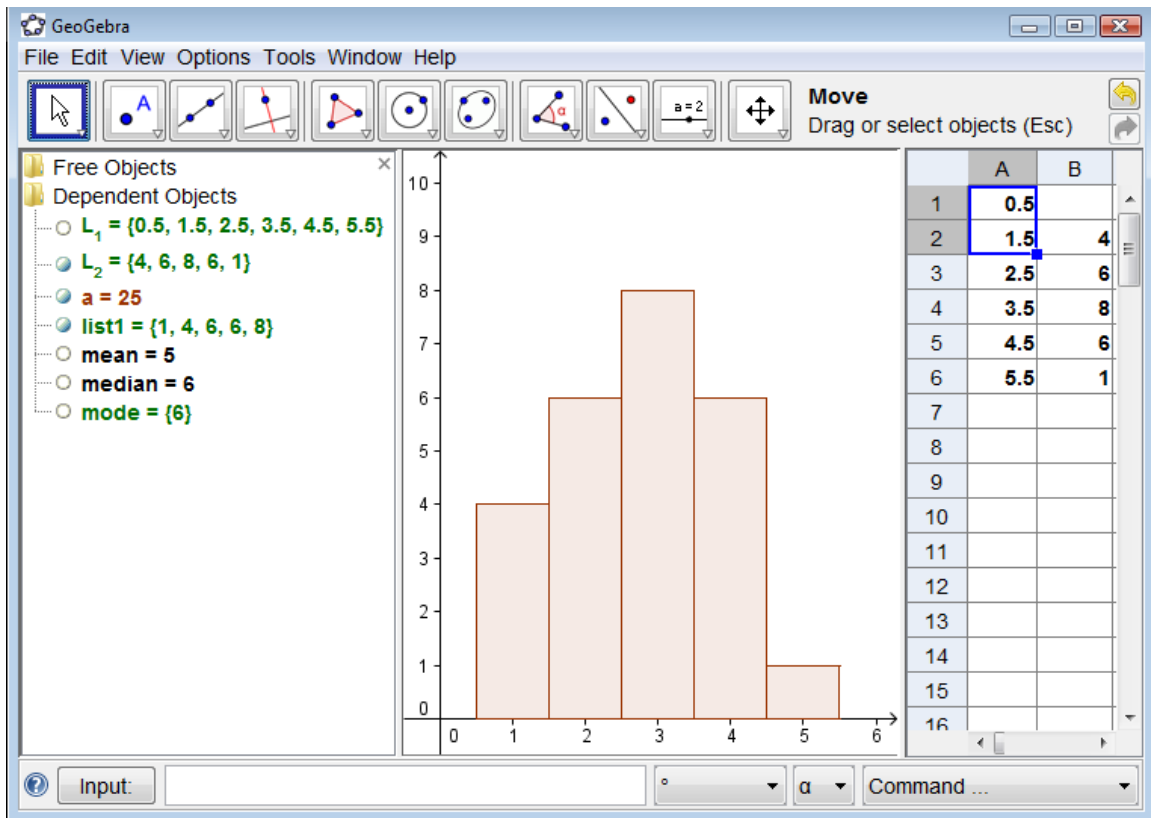 GeoGebra
File Edit View Options Tools Window Help
A
α
a = 2
Move
Drag or select objects (Esc)
Free Objects
Dependent Objects
L1 = {0.5, 1.5, 2.5, 3.5, 4.5, 5.5}
L2 = {4, 6, 8, 6, 1}
a = 25
list1 = {1, 4, 6, 6, 8}
mean = 5
median = 6
mode = {6}
10
9
8
7
6
5
4
3
2
1
0
0 1 2 3 4 5 6
A B
1 0.5
2 1.5 4
3 2.5 6
4 3.5 8
5 4.5 6
6 5.5 1
7
8
9
10
11
12
13
14
15
16
Input: ° α Command ...